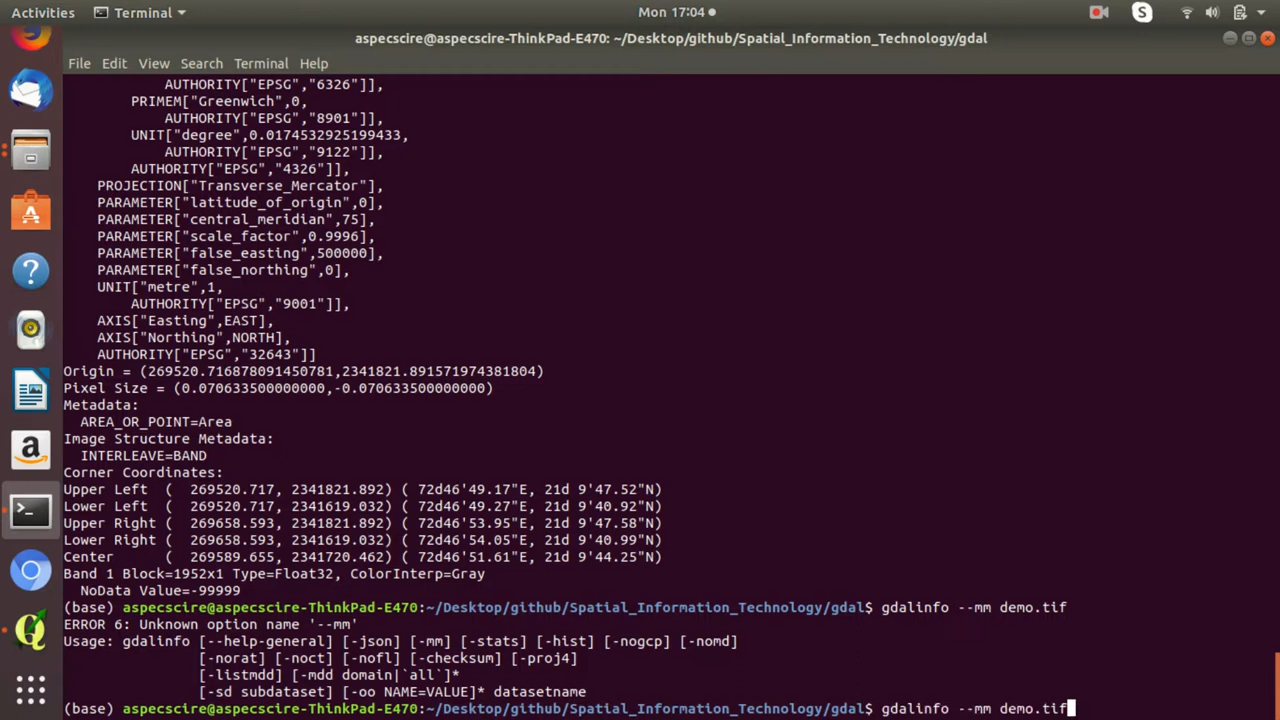 Activities Terminal Mon 17:04
aspecscire@aspecscire-ThinkPad-E470: ~/Desktop/github/Spatial_Information_Technology/gdal
File Edit View Search Terminal Help
AUTHORITY["EPSG","6326"]],
PRIMEM["Greenwich",0,
AUTHORITY["EPSG","8901"]],
UNIT["degree",0.0174532925199433,
AUTHORITY["EPSG","9122"]],
AUTHORITY["EPSG","4326"]],
PROJECTION["Transverse_Mercator"],
PARAMETER["latitude_of_origin",0],
PARAMETER["central_meridian",75],
PARAMETER["scale_factor",0.9996],
PARAMETER["false_easting",500000],
PARAMETER["false_northing",0],
UNIT["metre",1,
AUTHORITY["EPSG","9001"]],
AXIS["Easting",EAST],
AXIS["Northing",NORTH],
AUTHORITY["EPSG","32643"]]
Origin = (269520.716878091450781,2341821.891571974381804)
Pixel Size = (0.070633500000000,-0.070633500000000)
Metadata:
AREA_OR_POINT=Area
Image Structure Metadata:
INTERLEAVE=BAND
Corner Coordinates:
Upper Left  (  269520.717, 2341821.892) ( 72d46'49.17"E, 21d 9'47.52"N)
Lower Left  (  269520.717, 2341619.032) ( 72d46'49.27"E, 21d 9'40.92"N)
Upper Right (  269658.593, 2341821.892) ( 72d46'53.95"E, 21d 9'47.58"N)
Lower Right (  269658.593, 2341619.032) ( 72d46'54.05"E, 21d 9'40.99"N)
Center      (  269589.655, 2341720.462) ( 72d46'51.61"E, 21d 9'44.25"N)
Band 1 Block=1952x1 Type=Float32, ColorInterp=Gray
NoData Value=-99999
(base) aspecscire@aspecscire-ThinkPad-E470:~/Desktop/github/Spatial_Information_Technology/gdal$ gdalinfo --mm demo.tif
ERROR 6: Unknown option name '--mm'
Usage: gdalinfo [--help-general] [-json] [-mm] [-stats] [-hist] [-nogcp] [-nomd]
[-norat] [-noct] [-nofl] [-checksum] [-proj4]
[-listmdd] [-mdd domain|`all`]*
[-sd subdataset] [-oo NAME=VALUE]* datasetname
(base) aspecscire@aspecscire-ThinkPad-E470:~/Desktop/github/Spatial_Information_Technology/gdal$ gdalinfo --mm demo.tif